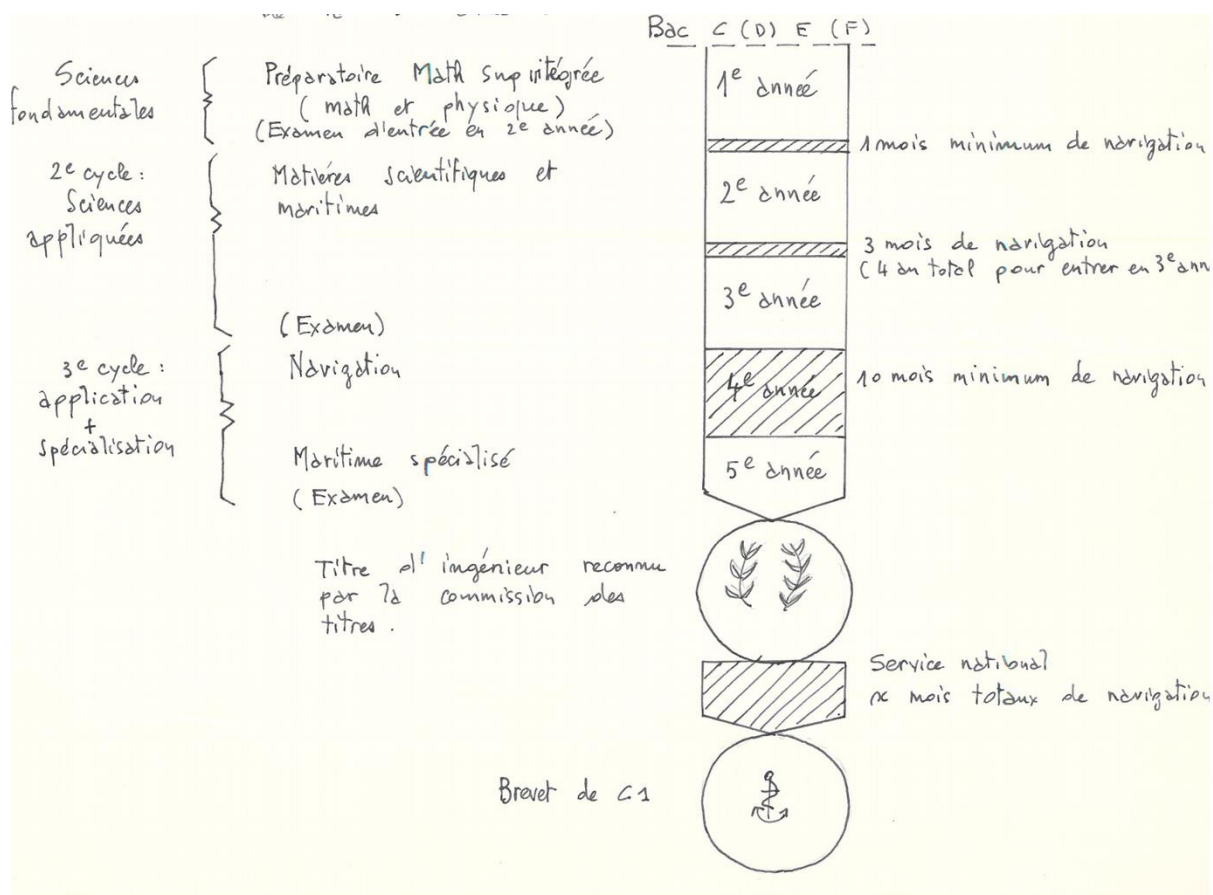 Bac C (D) E (F)
Sciences
fondamentales
Préparatoire Math Sup intégrée
(math et physique)
(Examen d'entrée en 2e année)
1e année
1 mois minimum de navigation
2e cycle :
Sciences
appliquées
Matières scientifiques et
maritimes
2e année
3 mois de navigation
(4 au total pour entrer en 3e ann
3e année
(Examen)
3e cycle :
application
+
spécialisation
Navigation
4e année
10 mois minimum de navigation
Maritime spécialisé
(Examen)
5e année
Titre d'ingénieur reconnu
par la commission des
titres.
Service national
x mois totaux de navigation
Brevet de C1